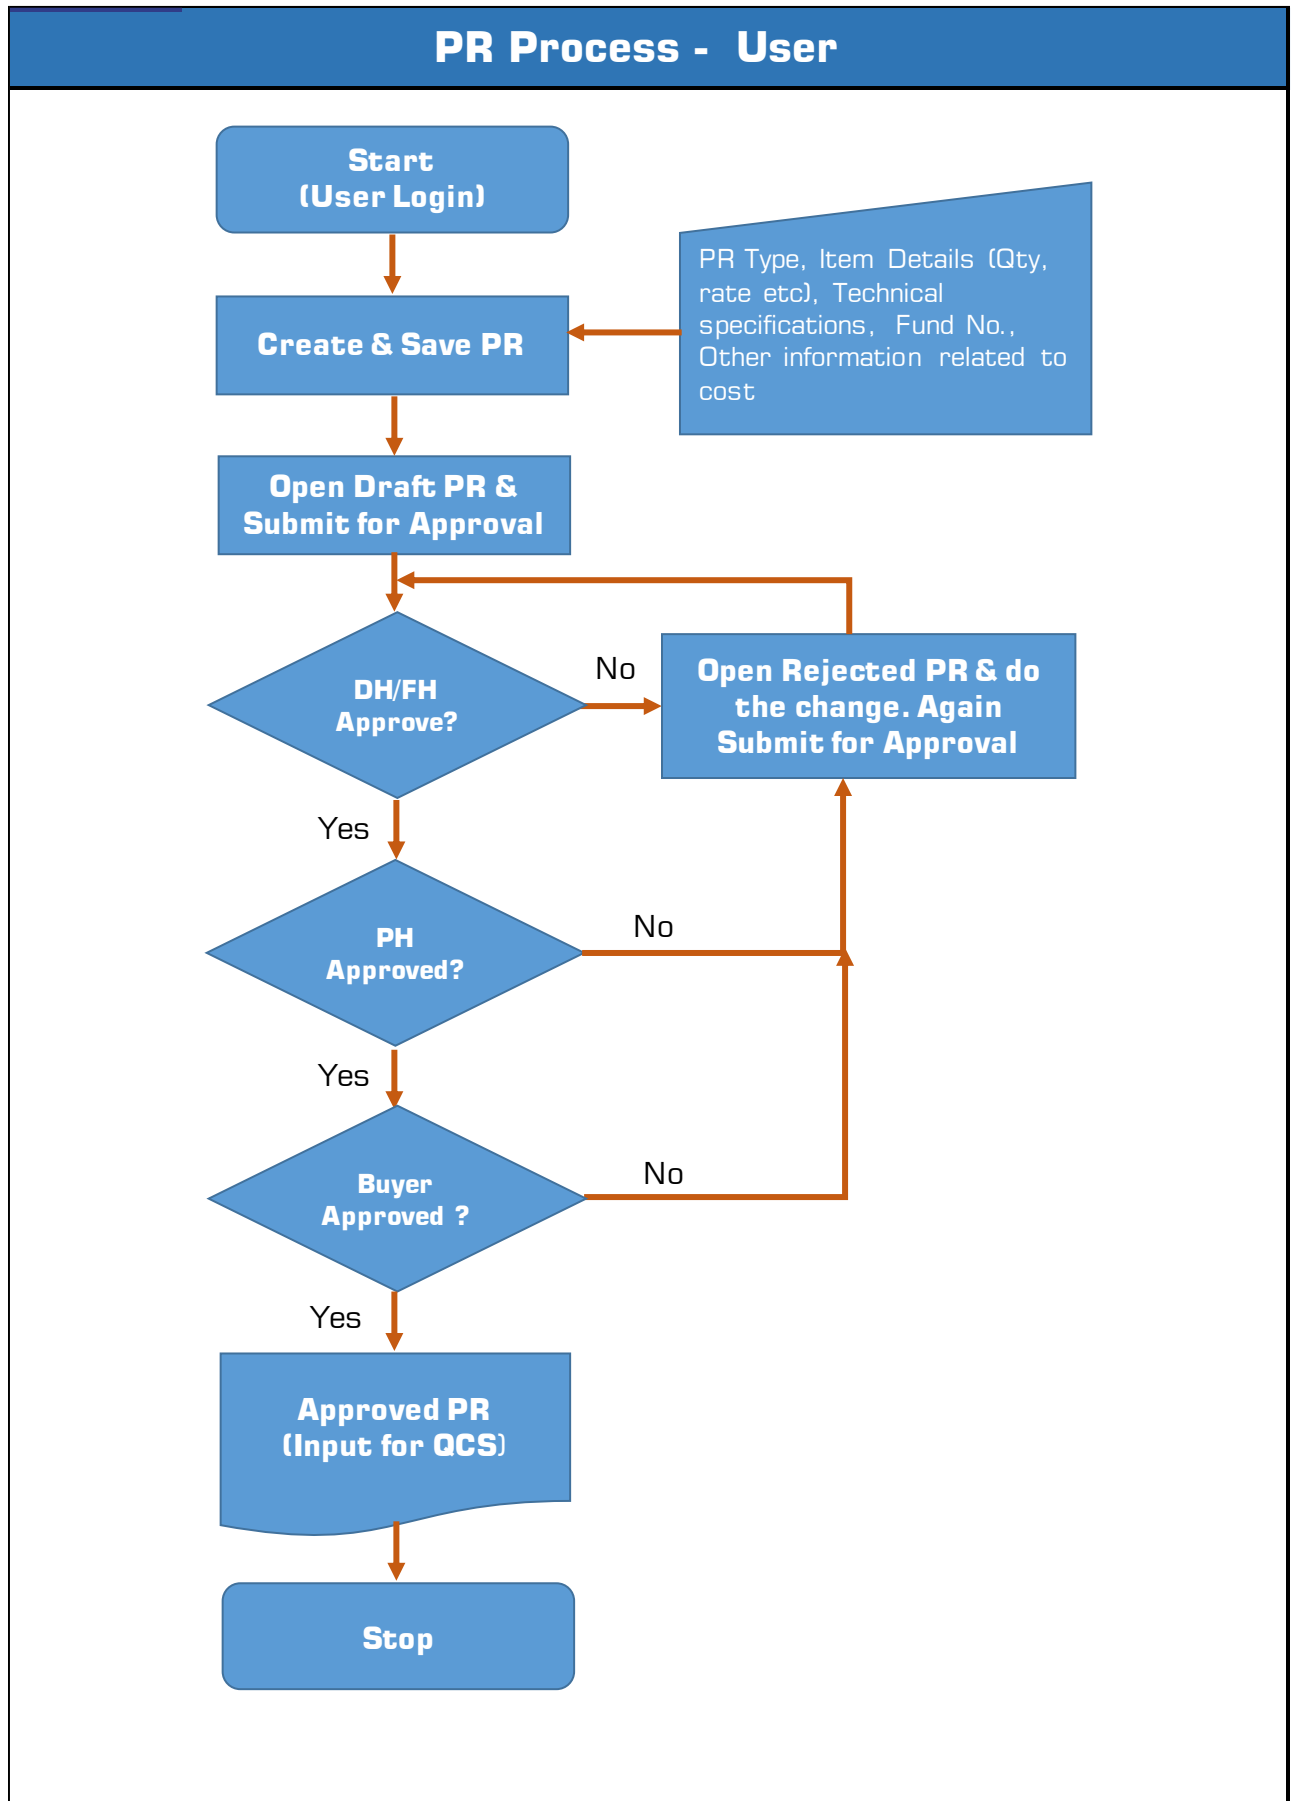 PR Process - User
Start
(User Login)
PR Type, Item Details (Qty,
rate etc), Technical
specifications, Fund No.,
Other information related to
cost
Create & Save PR
Open Draft PR &
Submit for Approval
No
Open Rejected PR & do
the change. Again
Submit for Approval
DH/FH
Approve?
Yes
No
PH
Approved?
Yes
No
Buyer
Approved ?
Yes
Approved PR
(Input for QCS)
Stop